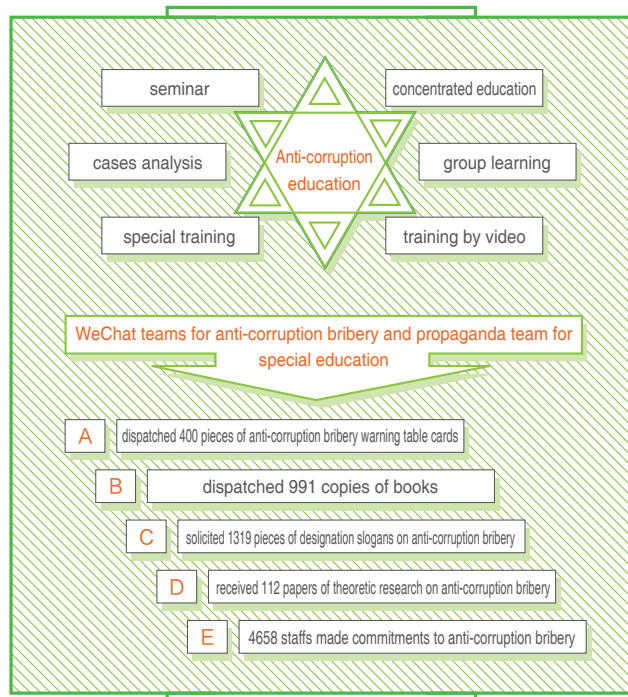 seminar
concentrated education
cases analysis
Anti-corruption
education
group learning
special training
training by video
WeChat teams for anti-corruption bribery and propaganda team for
special education
A
dispatched 400 pieces of anti-corruption bribery warning table cards
B
dispatched 991 copies of books
C
solicited 1319 pieces of designation slogans on anti-corruption bribery
D
received 112 papers of theoretic research on anti-corruption bribery
E
4658 staffs made commitments to anti-corruption bribery